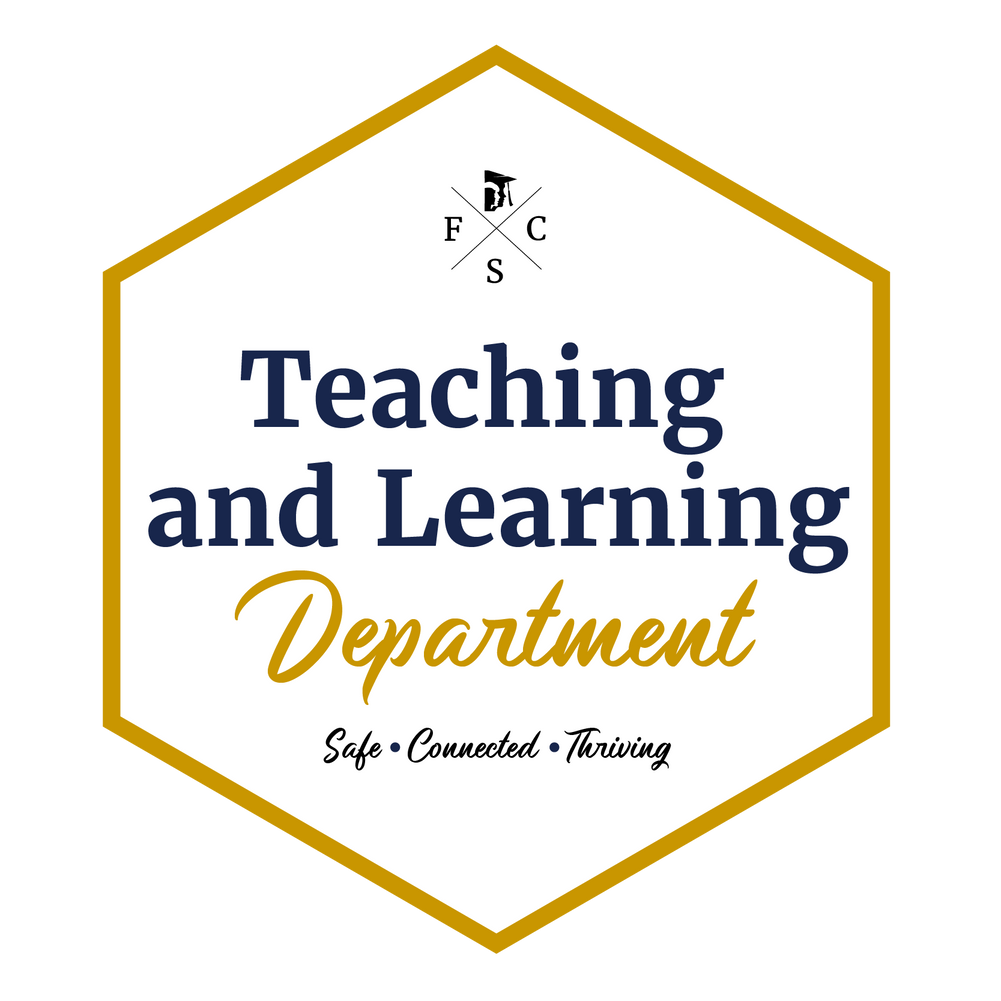 F C
S
Teaching
and Learning
Department
Safe • Connected • Thriving